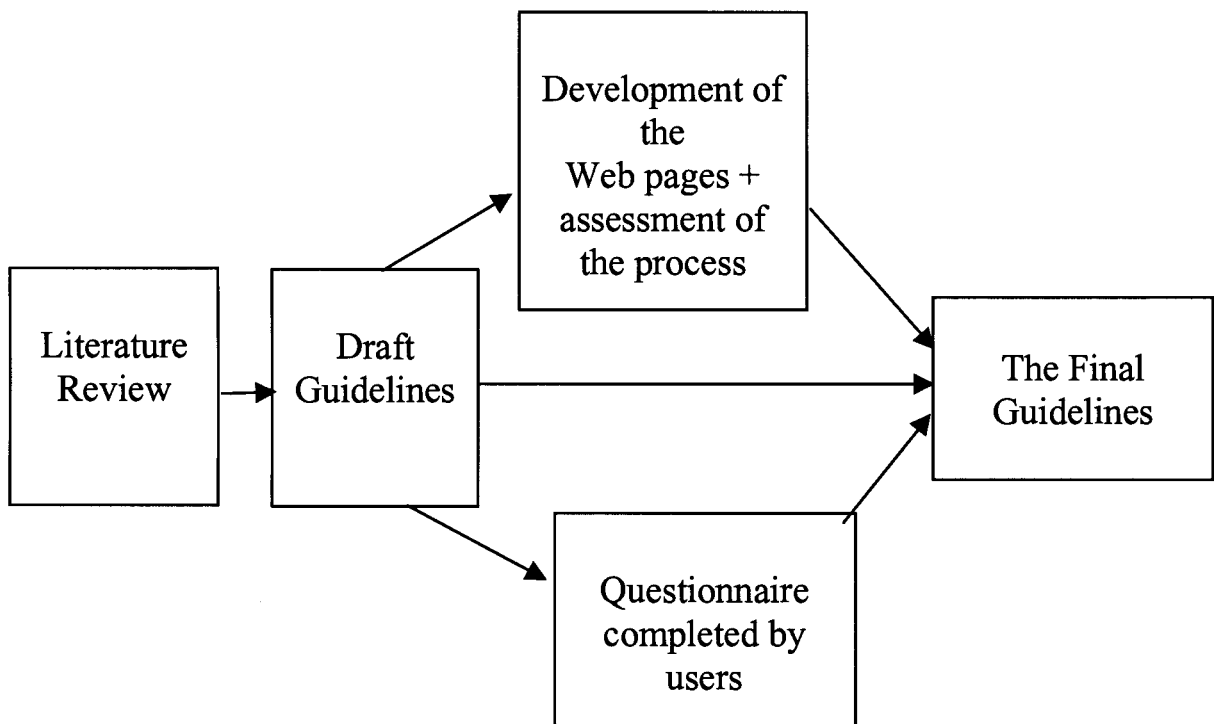 Development of
the
Web pages +
assessment of
the process
Literature
Review
Draft
Guidelines
The Final
Guidelines
Questionnaire
completed by
users